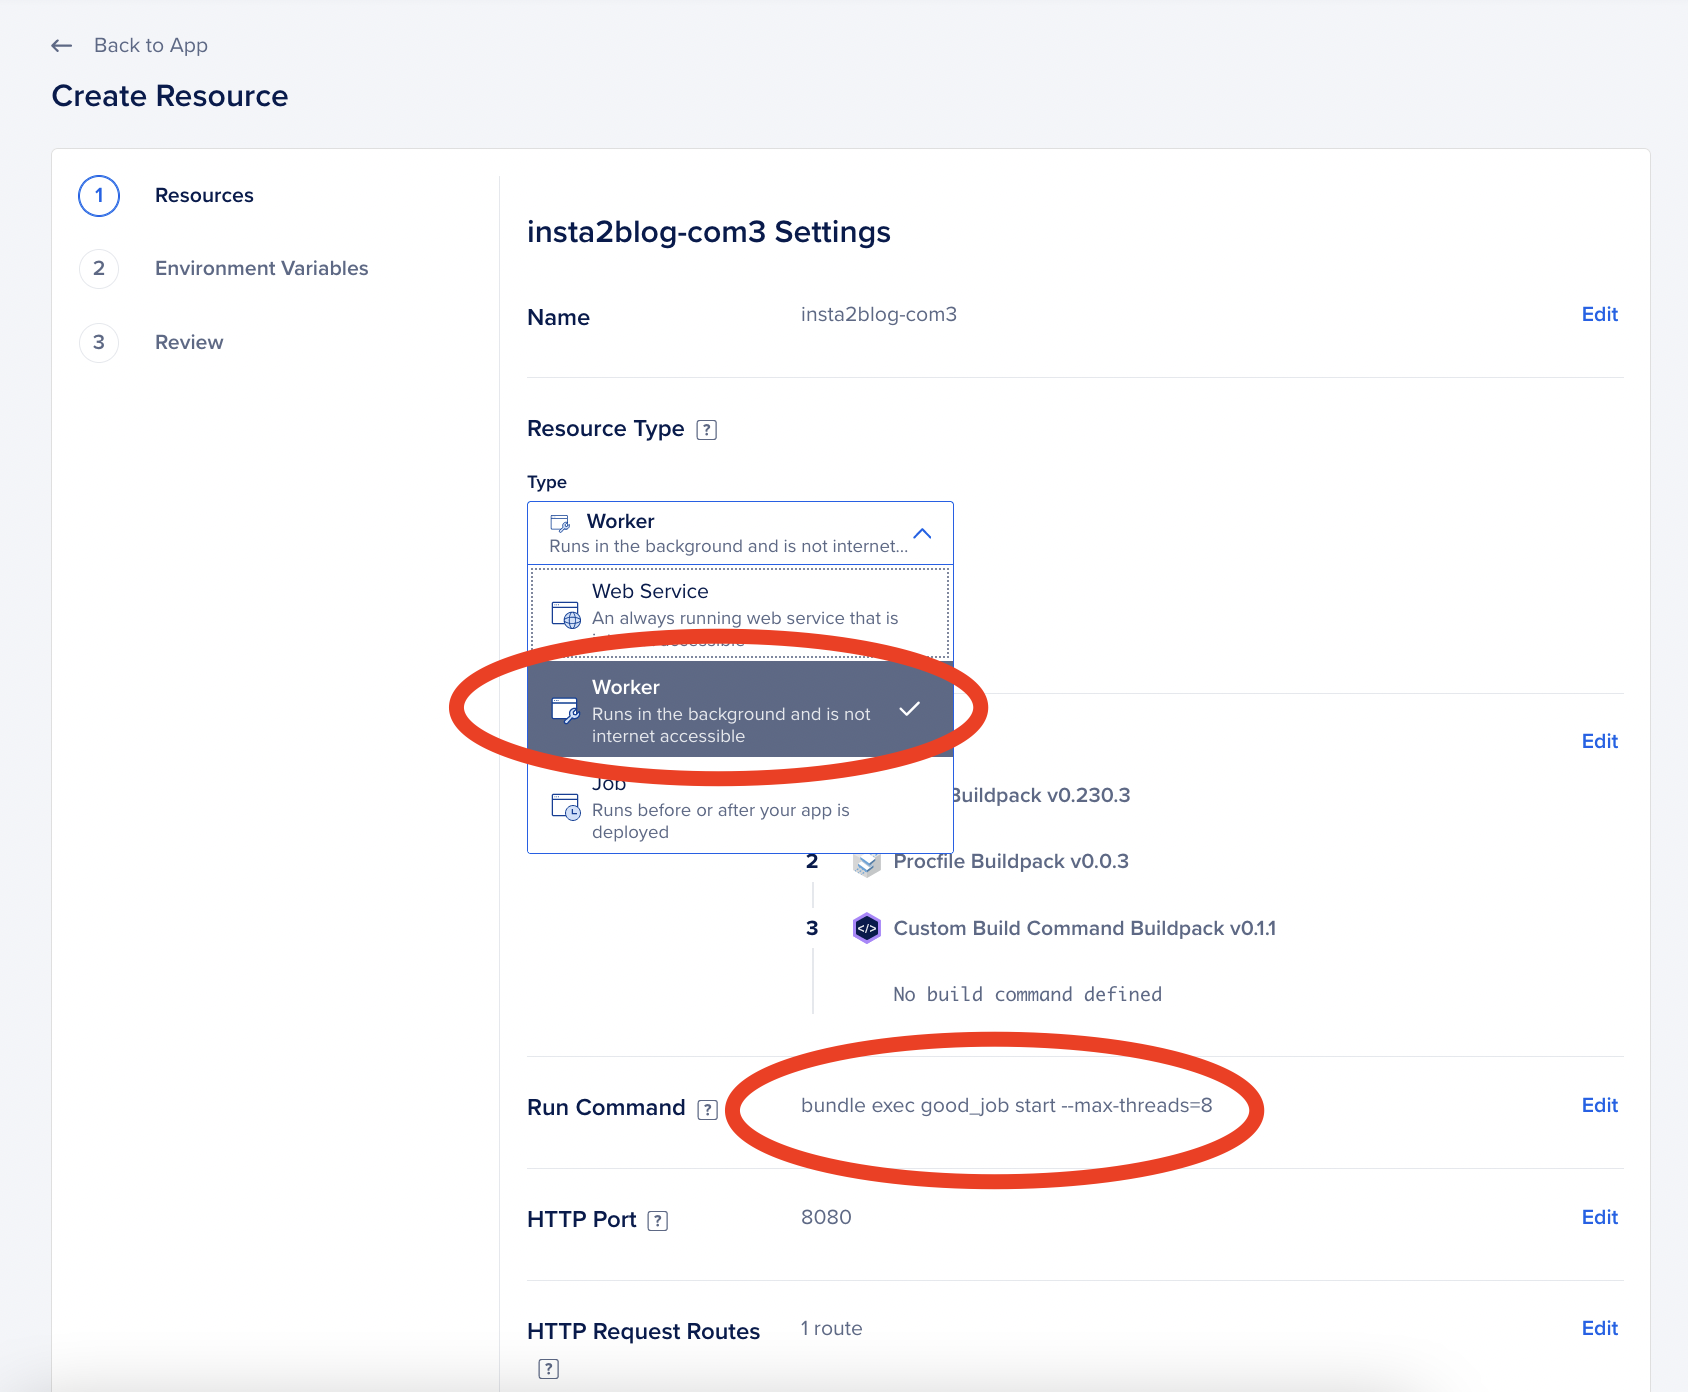 Back to App
Create Resource
1 Resources
2 Environment Variables
3 Review
insta2blog-com3 Settings
Name insta2blog-com3 Edit
Resource Type ?
Type
Worker
Runs in the background and is not internet...
Web Service
An always running web service that is
accessible
Worker
Runs in the background and is not
internet accessible
Job
Runs before or after your app is
deployed
Edit
Buildpack v0.230.3
2 Procfile Buildpack v0.0.3
3 Custom Build Command Buildpack v0.1.1
No build command defined
Run Command ? bundle exec good_job start --max-threads=8 Edit
HTTP Port ? 8080 Edit
HTTP Request Routes 1 route Edit
?